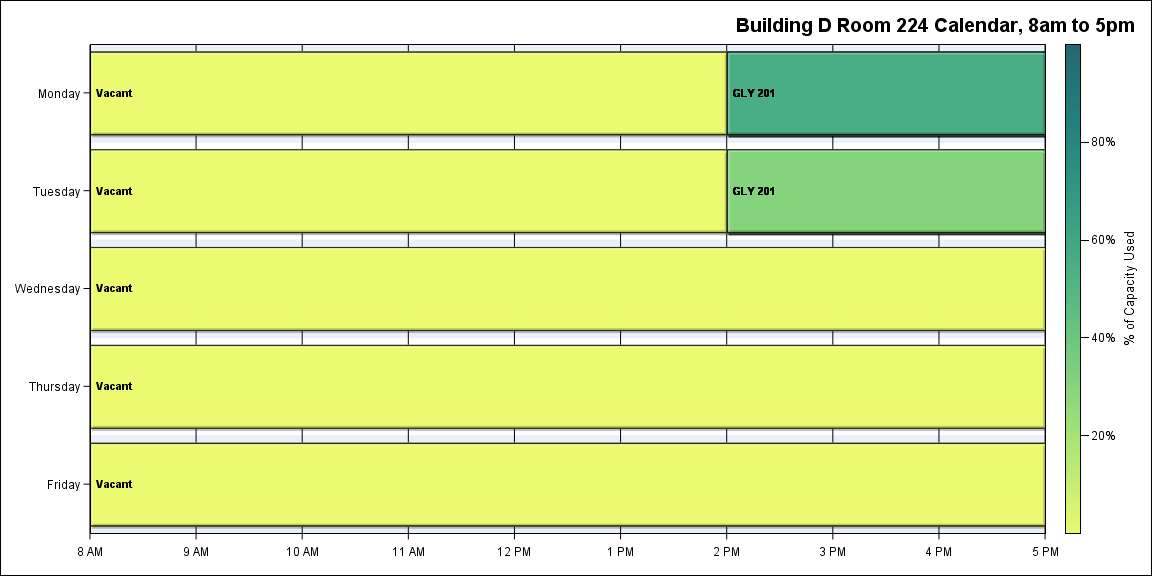 Building D Room 224 Calendar, 8am to 5pm
Monday
Vacant
GLY 201
Tuesday
Vacant
GLY 201
Wednesday
Vacant
Thursday
Vacant
Friday
Vacant
8 AM 9 AM 10 AM 11 AM 12 PM 1 PM 2 PM 3 PM 4 PM 5 PM
80%
60%
40%
20%
% of Capacity Used